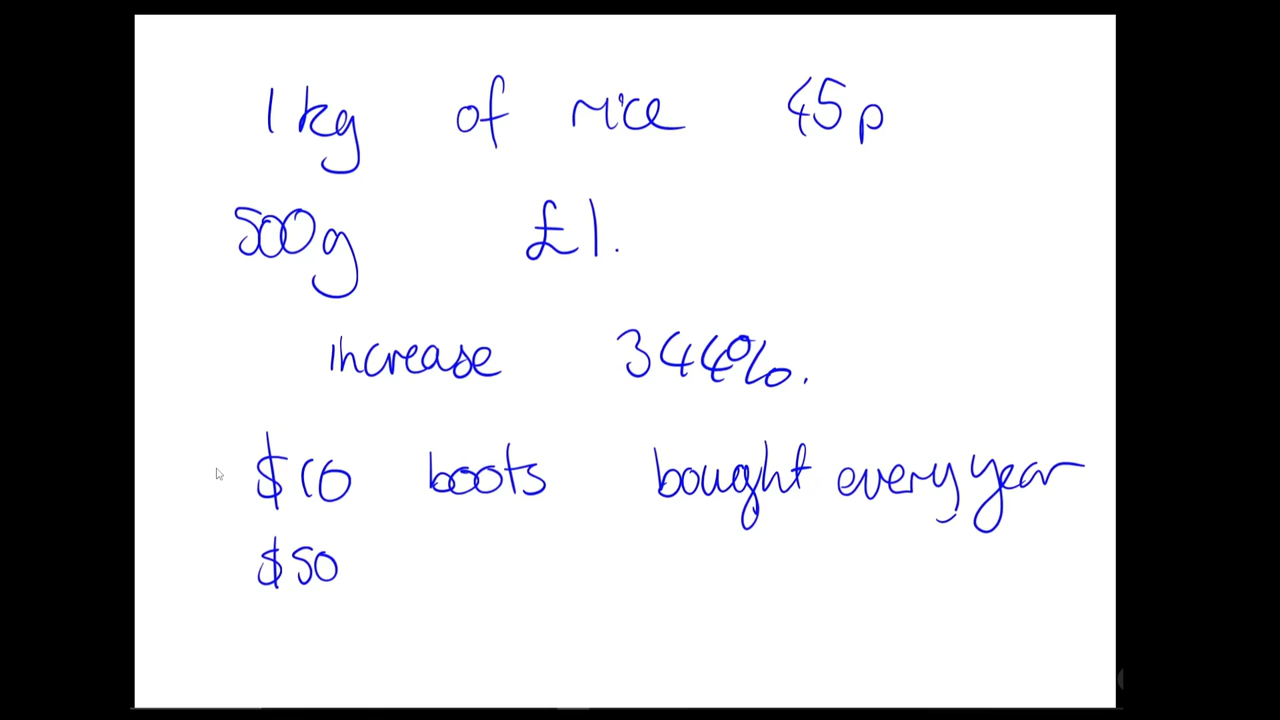 1kg of rice 45p
500g £1.
increase 344%.
$10 boots bought every year
$50